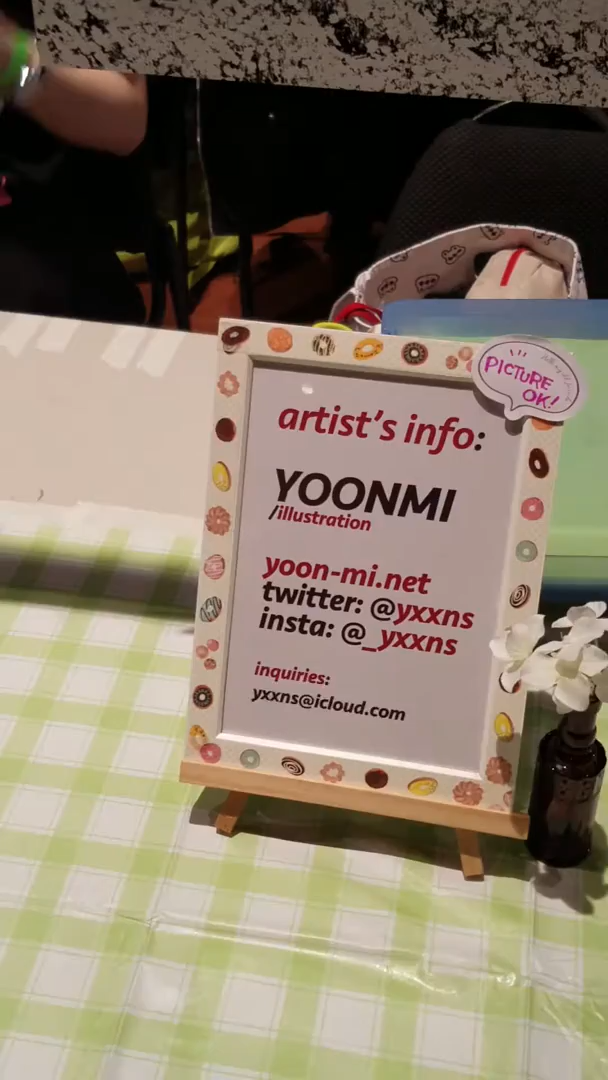 PICTURE
OK!
artist's info:
YOONMI
/illustration
yoon-mi.net
twitter: @yxxns
insta: @_yxxns
inquiries:
yxxns@icloud.com